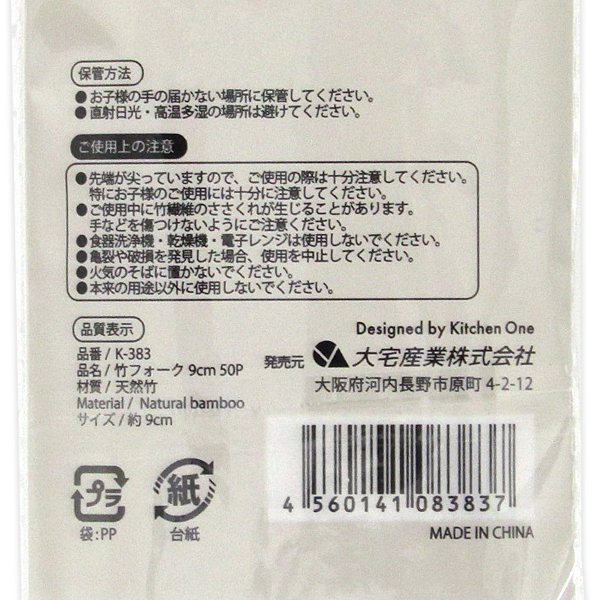 保管方法
●お子様の手の届かない場所に保管してください。
●直射日光・高温多湿の場所は避けてください。
ご使用上の注意
●先端が尖っていますので、ご使用の際は十分注意してください。
特にお子様のご使用には十分に注意してください。
●ご使用中に竹繊維のささくれが生じることがあります。
手などを傷つけないようにご注意ください。
●食器洗浄機・乾燥機・電子レンジは使用しないでください。
●亀裂や破損を発見した場合、使用を中止してください。
●火気のそばに置かないでください。
●本来の用途以外に使用しないでください。
品質表示
品番 / K-383
品名 / 竹フォーク 9cm 50P
材質 / 天然竹
Material / Natural bamboo
サイズ / 約 9cm
Designed by Kitchen One
発売元 大宅産業株式会社
大阪府河内長野市原町 4-2-12
プラ
袋:PP
紙
台紙
4 560141 083837
MADE IN CHINA